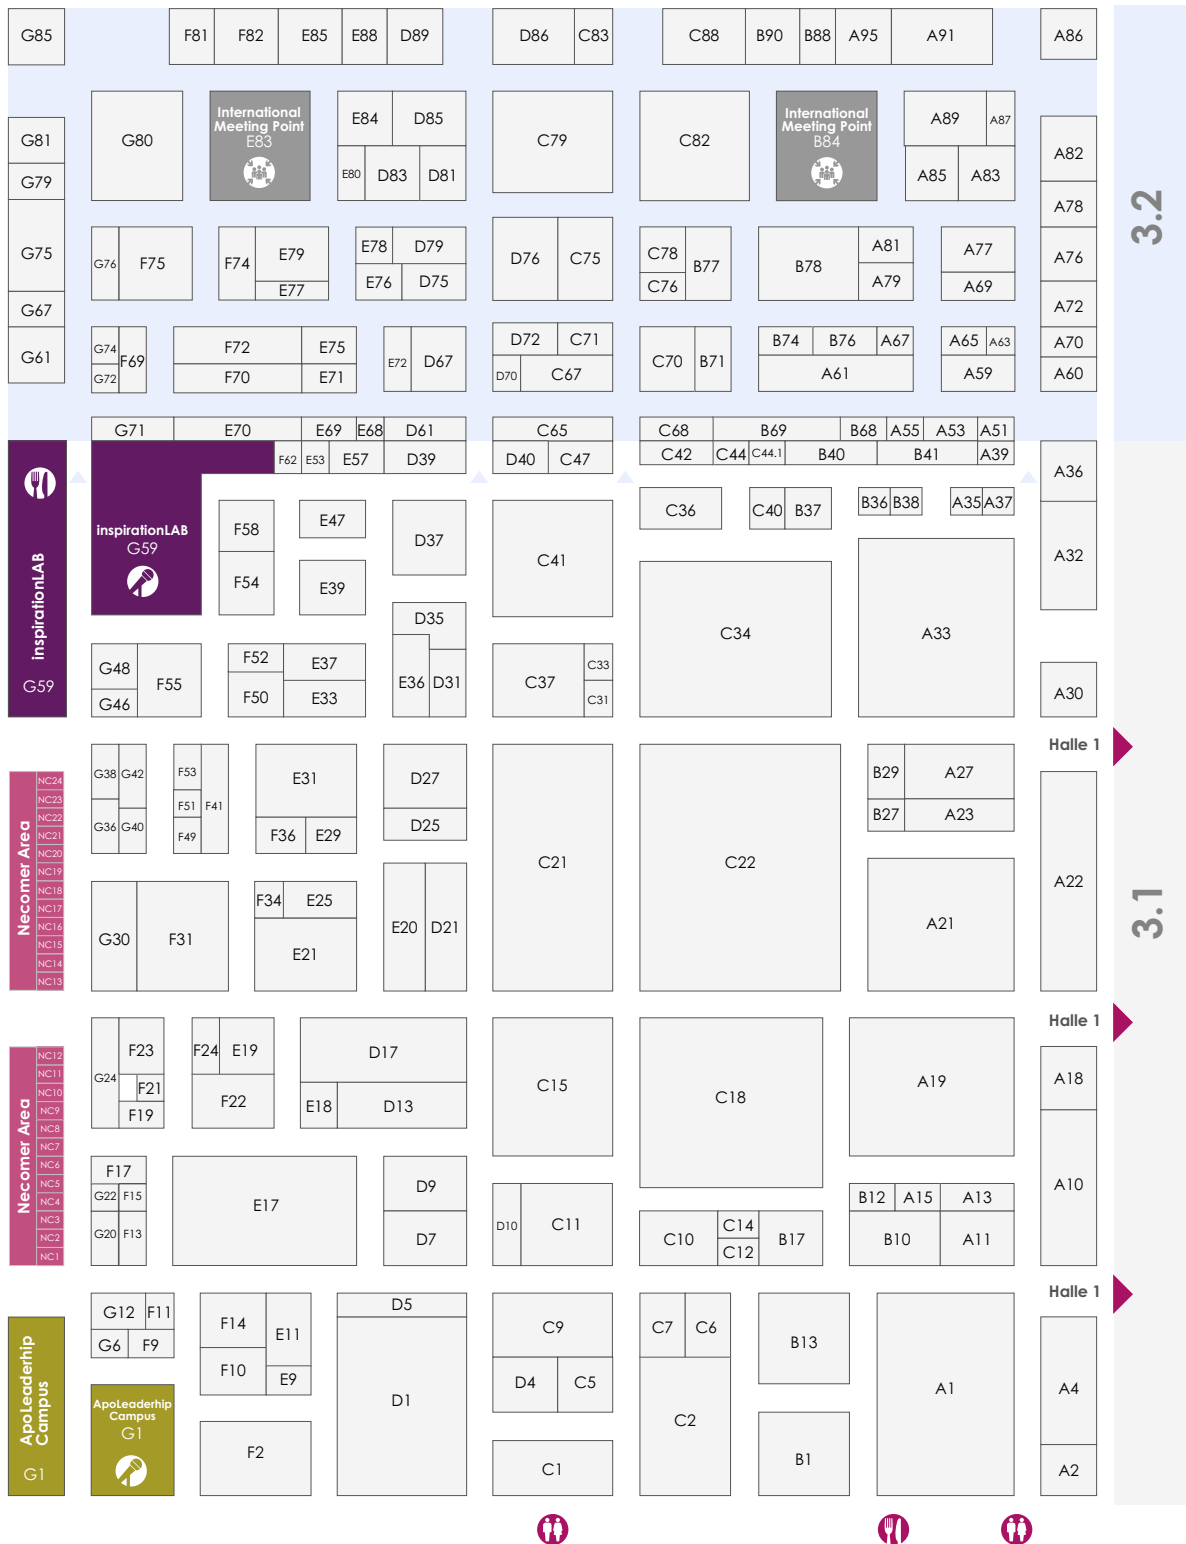 G85 F81 F82 E85 E88 D89 D86 C83 C88 B90 B88 A95 A91 A86
G81 G80 International Meeting Point E83 E84 D85 C79 C82 International Meeting Point B84 A89 A87 A82
G79 E80 D83 D81 A85 A83 A78
3.2
G75 G76 F75 F74 E79 E78 D79 D76 C75 C78 B77 B78 A81 A77 A76
E77 E76 D75 C76 A79 A69
G67 A72
G61 G74 F69 F72 E75 E72 D67 D72 C71 C70 B71 B74 B76 A67 A65 A63 A70
G72 F70 E71 D70 C67 A61 A59 A60
G71 E70 E69 E68 D61 C65 C68 B69 B68 A55 A53 A51
F62 E53 E57 D39 D40 C47 C42 C44 C44.1 B40 B41 A39 A36
C36 C40 B37 B36 B38 A35 A37
inspirationLAB
G59
inspirationLAB
G59
F58 E47 D37 C41 A32
F54 E39
D35 C34 A33
G48 F55 F52 E37 E36 D31 C37 C33
G46 F50 E33 C31 A30
Halle 1
G38 G42 F53 F41 E31 D27 C21 C22 B29 A27
G36 G40 F51 F36 E29 D25 B27 A23
F49
Necomer Area
NC24
NC23
NC22
NC21
NC20
NC19
NC18
NC17
NC16
NC15
NC14
NC13
A22
3.1
G30 F31 F34 E25 E20 D21 A21
E21
Halle 1
G24 F23 F24 E19 D17 C15 C18 A19 A18
F21 F22 E18 D13
F19
Necomer Area
NC12
NC11
NC10
NC9
NC8
NC7
NC6
NC5
NC4
NC3
NC2
NC1
F17 E17 D9 D10 C11 B12 A15 A13 A10
G22 F15
G20 F13 D7 C10 C14 B17 B10 A11
C12
Halle 1
G12 F11 F14 E11 D5 C9 C7 C6 B13 A1 A4
G6 F9 F10 E9 D1 D4 C5 C2
ApoLeaderhip
Campus
G1
ApoLeaderhip
Campus
G1
F2 C1 B1 A2